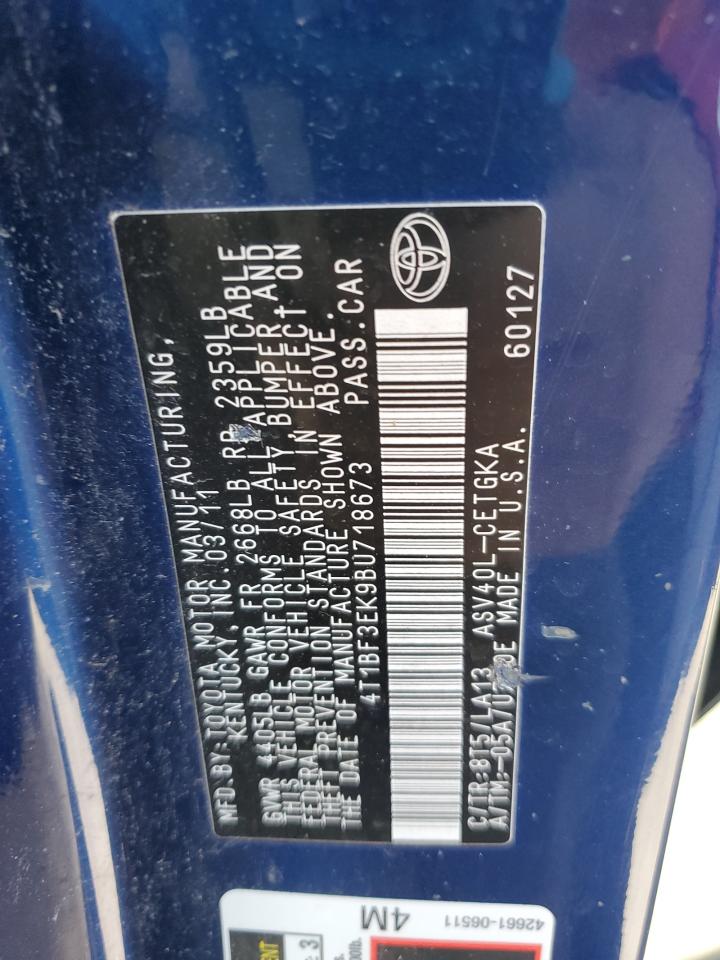 MFD. BY: TOYOTA MOTOR MANUFACTURING,
KENTUCKY, INC. 03/11
GVWR 4405LB GAWR FR 2668LB RR 2359LB
THIS VEHICLE CONFORMS TO ALL APPLICABLE
FEDERAL MOTOR VEHICLE SAFETY BUMPER, AND
THEFT PREVENTION STANDARDS IN EFFECT ON
THE DATE OF MANUFACTURE SHOWN ABOVE.
4T1BF3EK9BU718673 PASS.CAR
C/TR:8T5/LA13 ASV40L-CETGKA
A/TM:-05A/U760E MADE IN U.S.A. 60127
42661-06511
4M